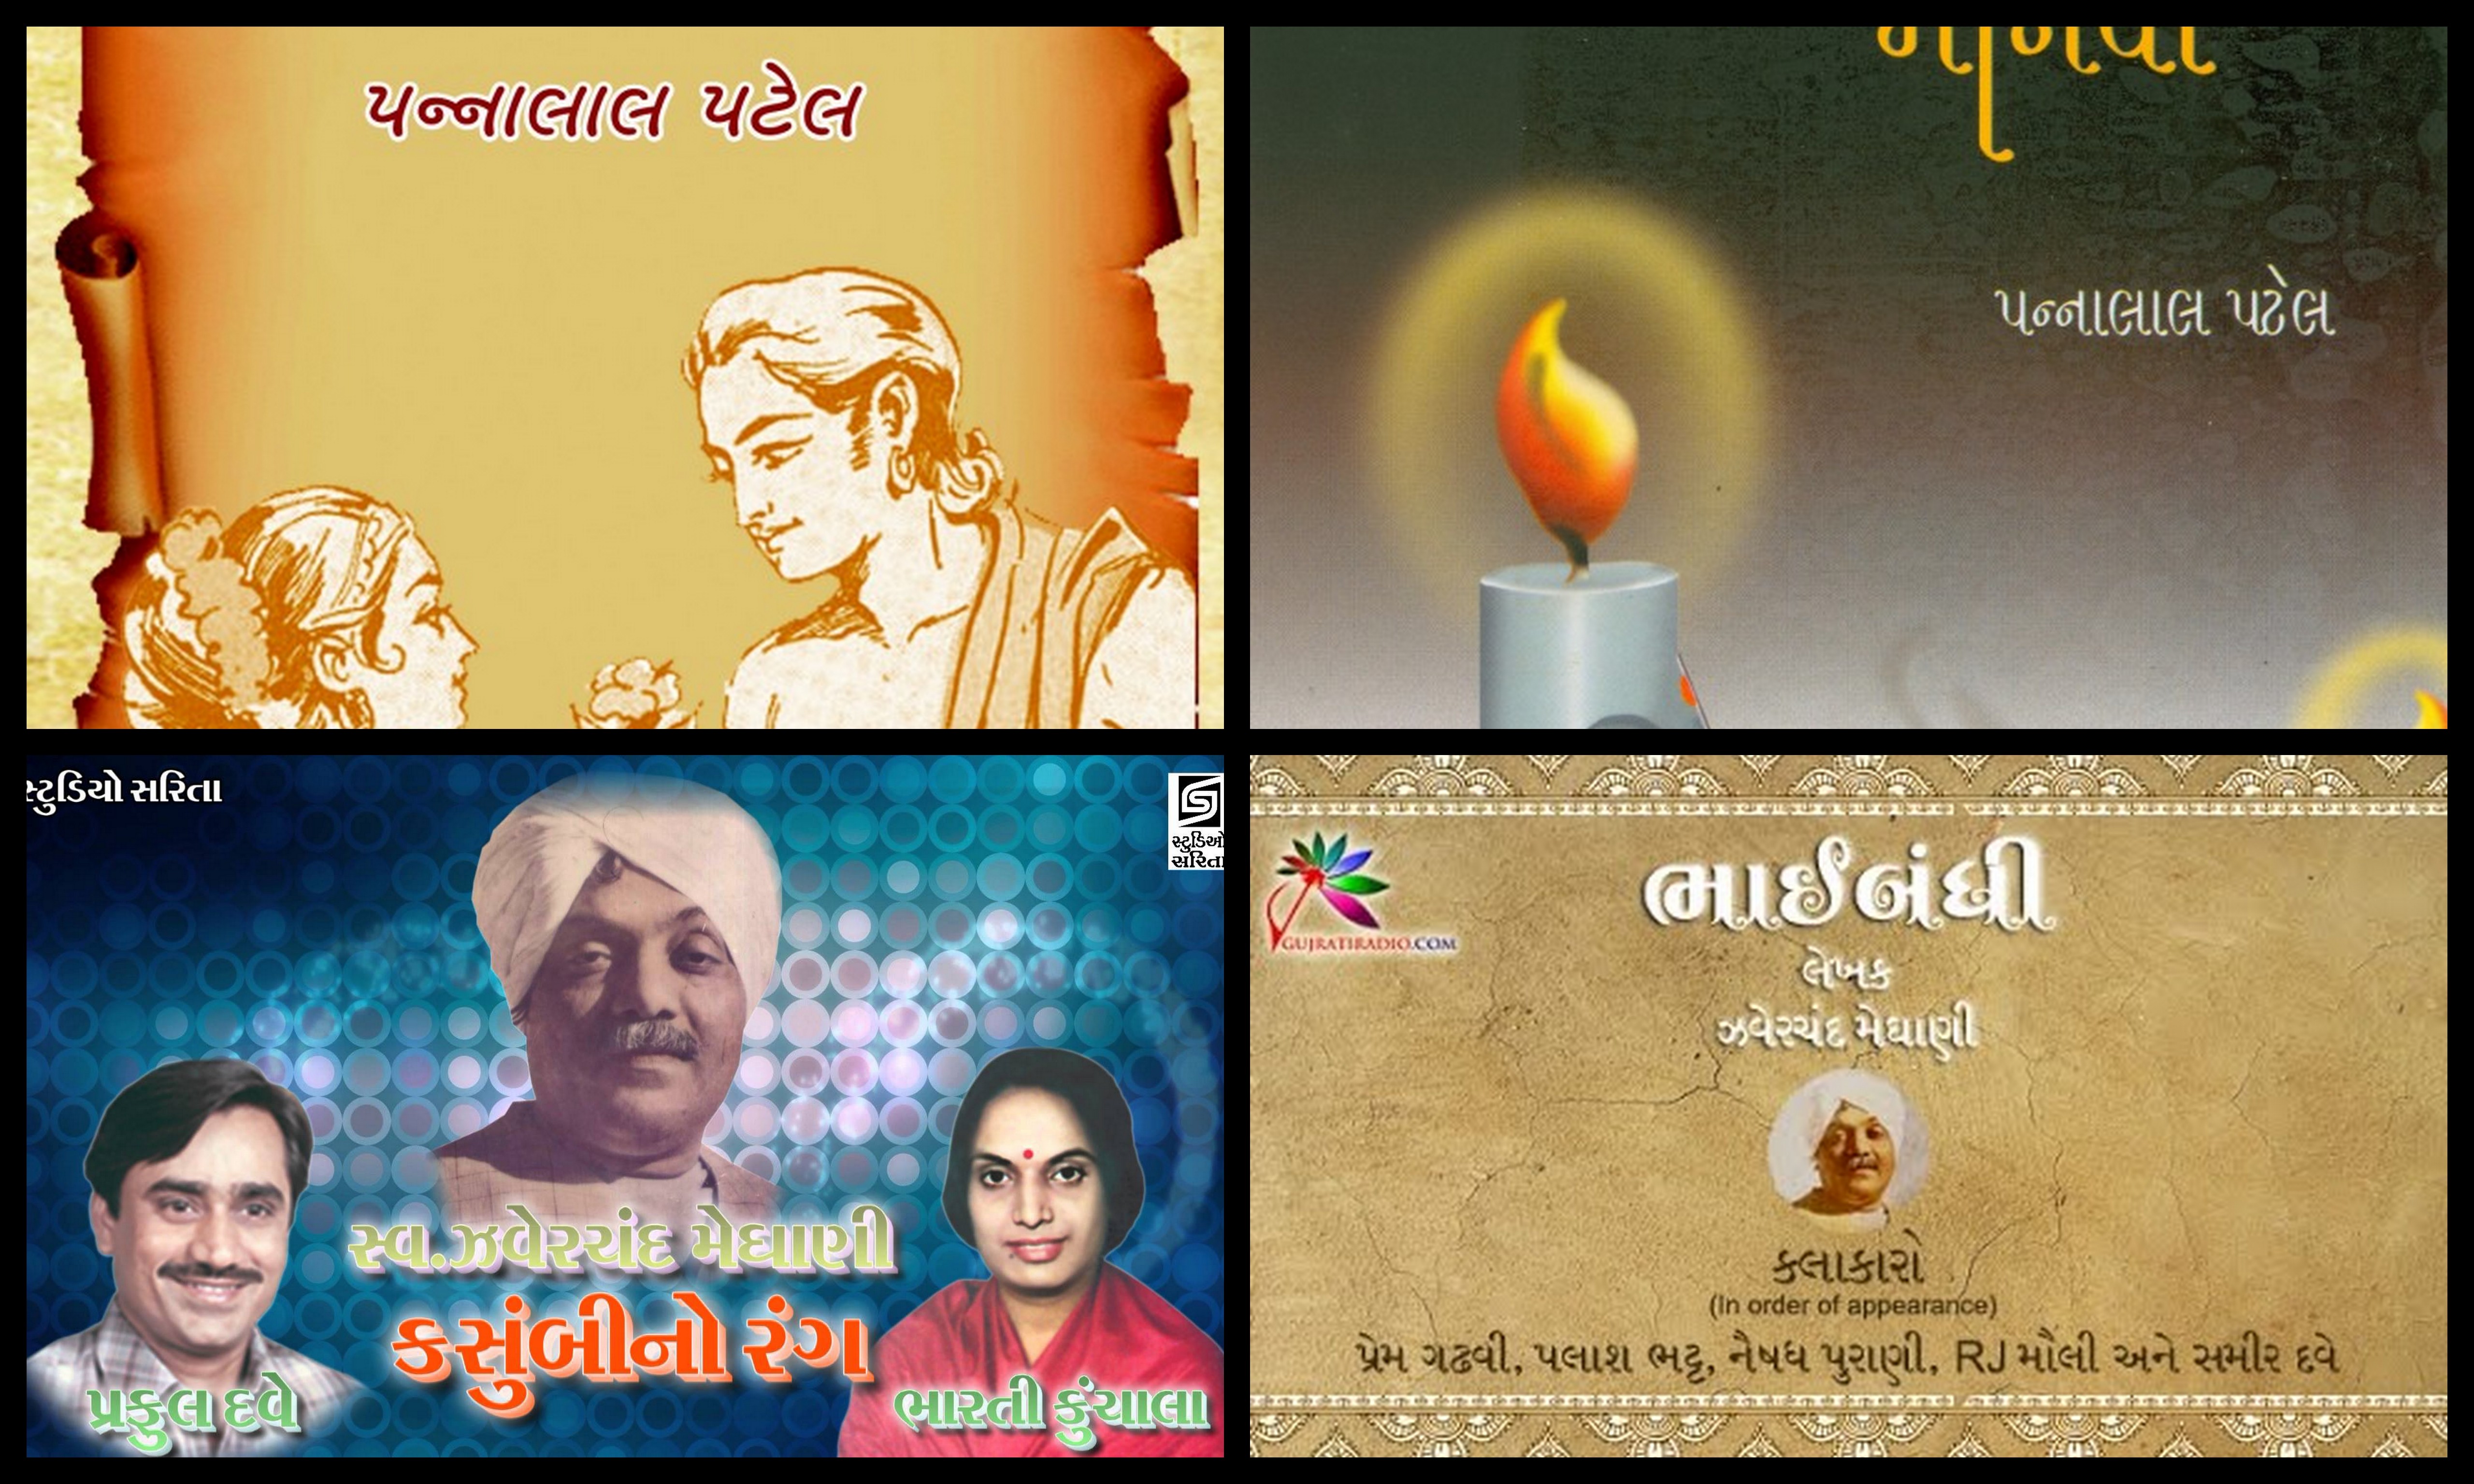 પન્નાલાલ પટેલ
પન્નાલાલ પટેલ
સ્ટુડિયો સરિતા
સ્ટુડિઓ
સરિતા
સ્વ.ઝવેરચંદ મેઘાણી
કસુંબીનો રંગ
પ્રફુલ દવે
ભારતી કુંચાલા
ભાઈબંધી
GUJRATIRADIO.COM
લેખક
ઝવેરચંદ મેઘાણી
કલાકારો
(In order of appearance)
પ્રેમ ગઢવી, પલાશ ભટ્ટ, નૈષધ પુરાણી, RJ મૌલી અને સમીર દવે